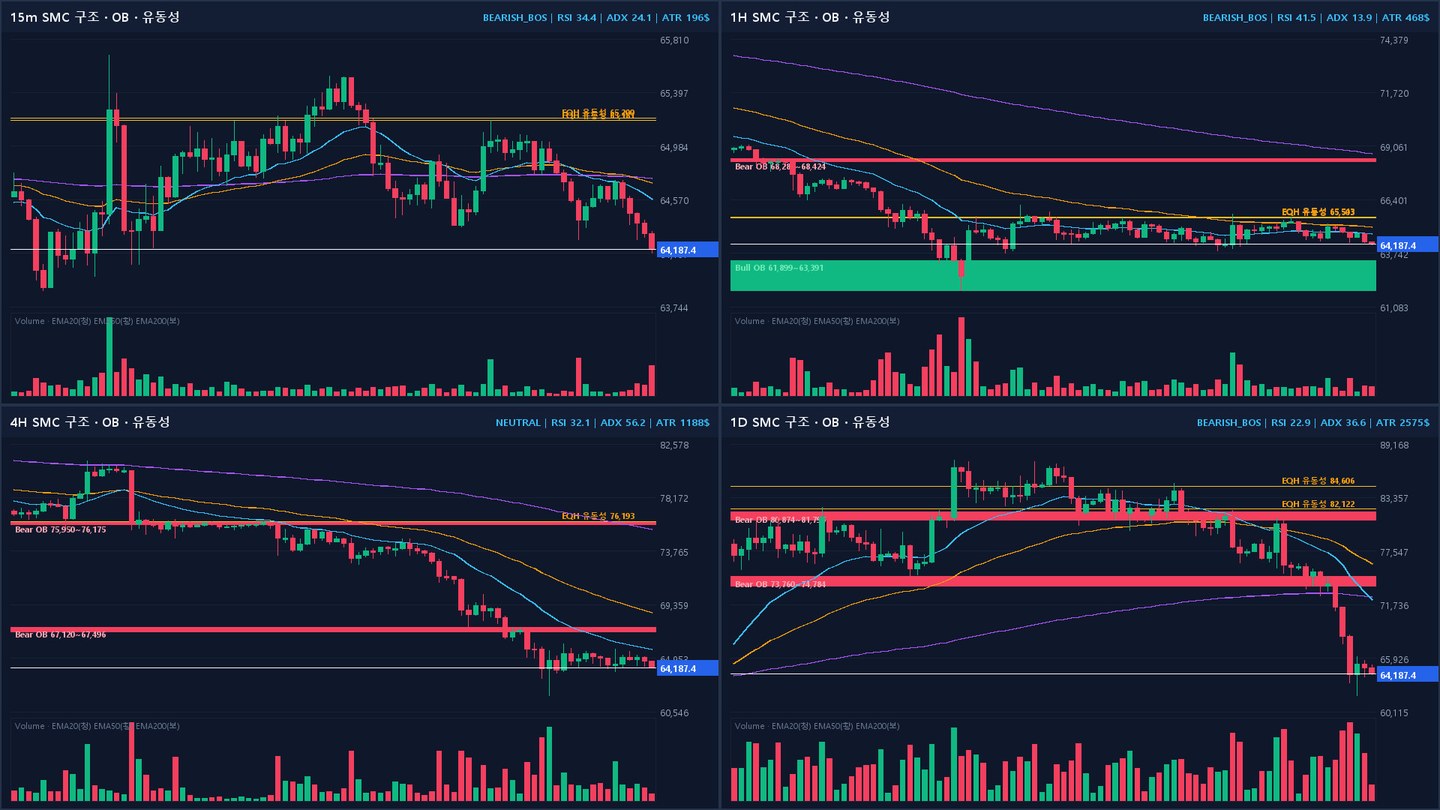 15m SMC 구조 · OB · 유동성
BEARISH_BOS | RSI 34.4 | ADX 24.1 | ATR 196$
65,810
65,397
EQH 유동성
64,984
64,570
64,187.4
63,744
Volume · EMA20(청) EMA50(황) EMA200(보)
1H SMC 구조 · OB · 유동성
BEARISH_BOS | RSI 41.5 | ADX 13.9 | ATR 468$
74,379
71,720
69,061
Bear OB 68,282~68,424
66,401
EQH 유동성 65,503
64,187.4
63,742
Bull OB 61,899~63,391
61,083
Volume · EMA20(청) EMA50(황) EMA200(보)
4H SMC 구조 · OB · 유동성
NEUTRAL | RSI 32.1 | ADX 56.2 | ATR 1188$
82,578
78,172
EQH 유동성 76,193
Bear OB 75,950~76,175
73,765
69,359
Bear OB 67,120~67,496
64,187.4
60,546
Volume · EMA20(청) EMA50(황) EMA200(보)
1D SMC 구조 · OB · 유동성
BEARISH_BOS | RSI 22.9 | ADX 36.6 | ATR 2575$
89,168
EQH 유동성 84,606
83,357
EQH 유동성 82,122
Bear OB
77,547
Bear OB 73,760~74,784
71,736
65,926
64,187.4
60,115
Volume · EMA20(청) EMA50(황) EMA200(보)